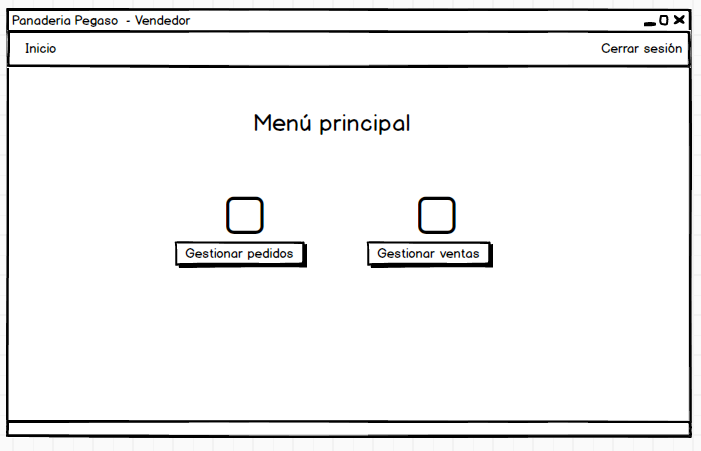 Panaderia Pegaso - Vendedor
Inicio
Cerrar sesión
Menú principal
Gestionar pedidos
Gestionar ventas